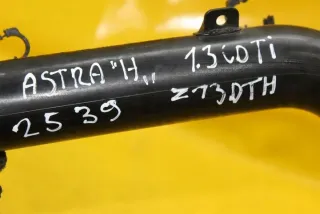 ASTRA "H„ 1.3 CDTi
2539 Z13DTH